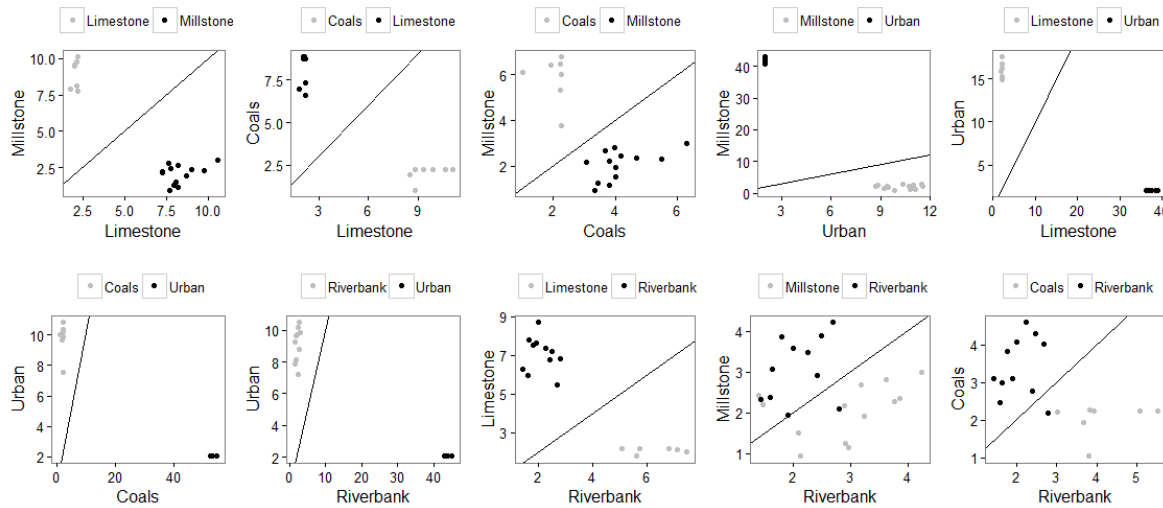 Limestone Millstone
Millstone
10.0
7.5
5.0
2.5
2.5 5.0 7.5 10.0
Limestone
Coals Limestone
Coals
7.5
5.0
2.5
3 6 9
Limestone
Coals Millstone
Millstone
6
4
2
2 4 6
Coals
Millstone Urban
Millstone
40
30
20
10
0
3 6 9 12
Urban
Limestone Urban
Urban
15
10
5
0 10 20 30 40
Limestone
Coals Urban
Urban
10
8
6
4
2
0 20 40
Coals
Riverbank Urban
Urban
10
8
6
4
2
0 10 20 30 40
Riverbank
Limestone Riverbank
Limestone
9
7
5
3
2 4 6
Riverbank
Millstone Riverbank
Millstone
4
3
2
1
2 3 4
Riverbank
Coals Riverbank
Coals
4
3
2
1
2 3 4 5
Riverbank